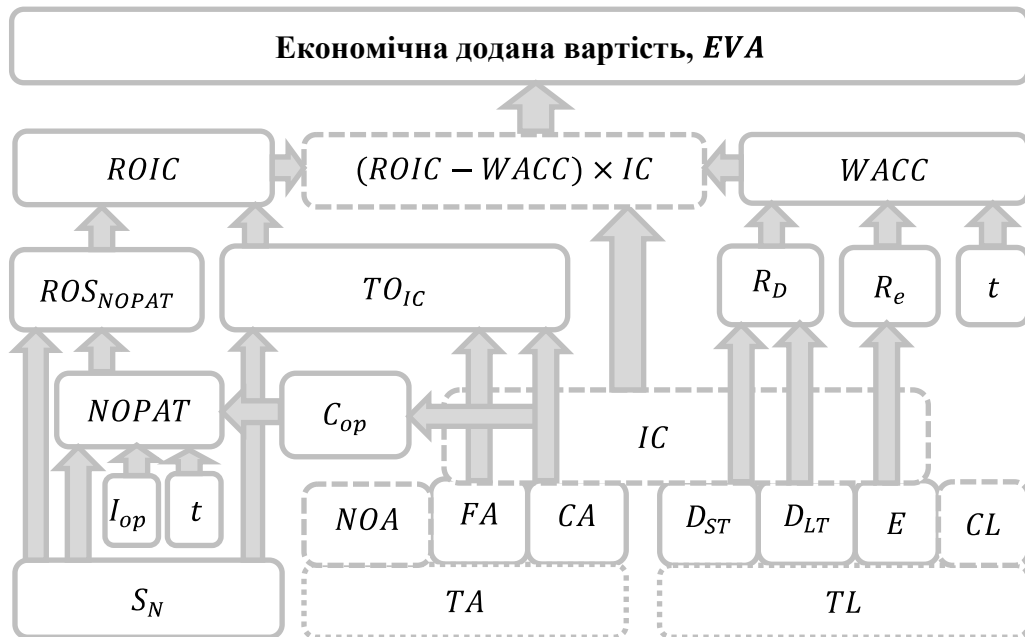 Економічна додана вартість, EVA
ROIC
(ROIC − WACC) × IC
WACC
ROS_NOPAT
TO_IC
R_D
R_e
t
NOPAT
C_op
IC
I_op
t
NOA
FA
CA
D_ST
D_LT
E
CL
S_N
TA
TL